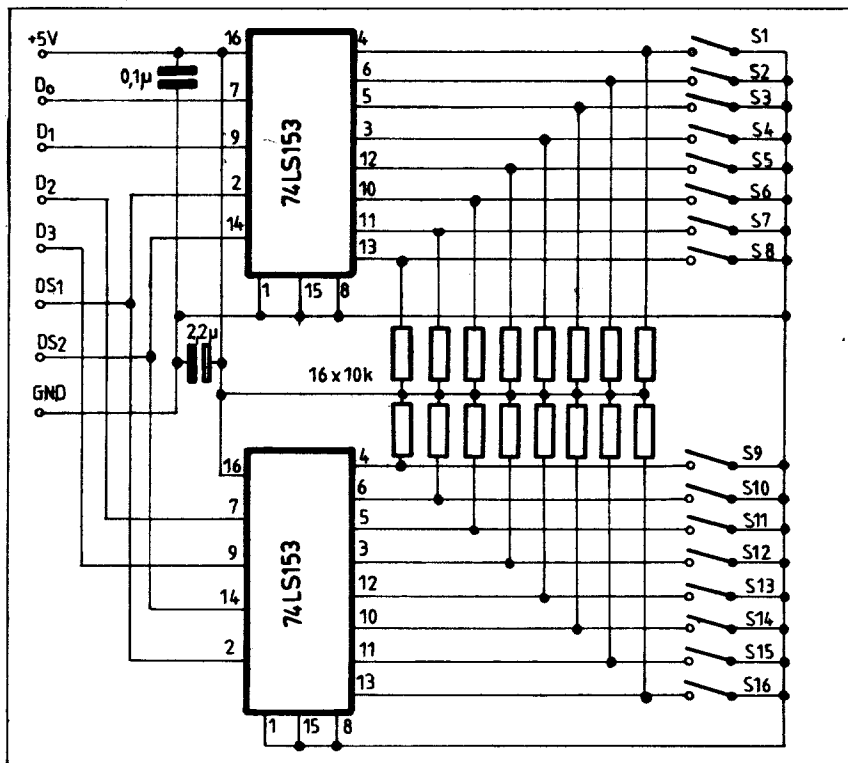 +5V
0,1µ
D0
D1
D2
D3
DS1
DS2
GND
2,2µ
16
7
9
2
14
74LS153
4
6
5
3
12
10
11
13
1
15
8
S1
S2
S3
S4
S5
S6
S7
S8
16 x 10k
16
7
9
14
2
74LS153
4
6
5
3
12
10
11
13
1
15
8
S9
S10
S11
S12
S13
S14
S15
S16